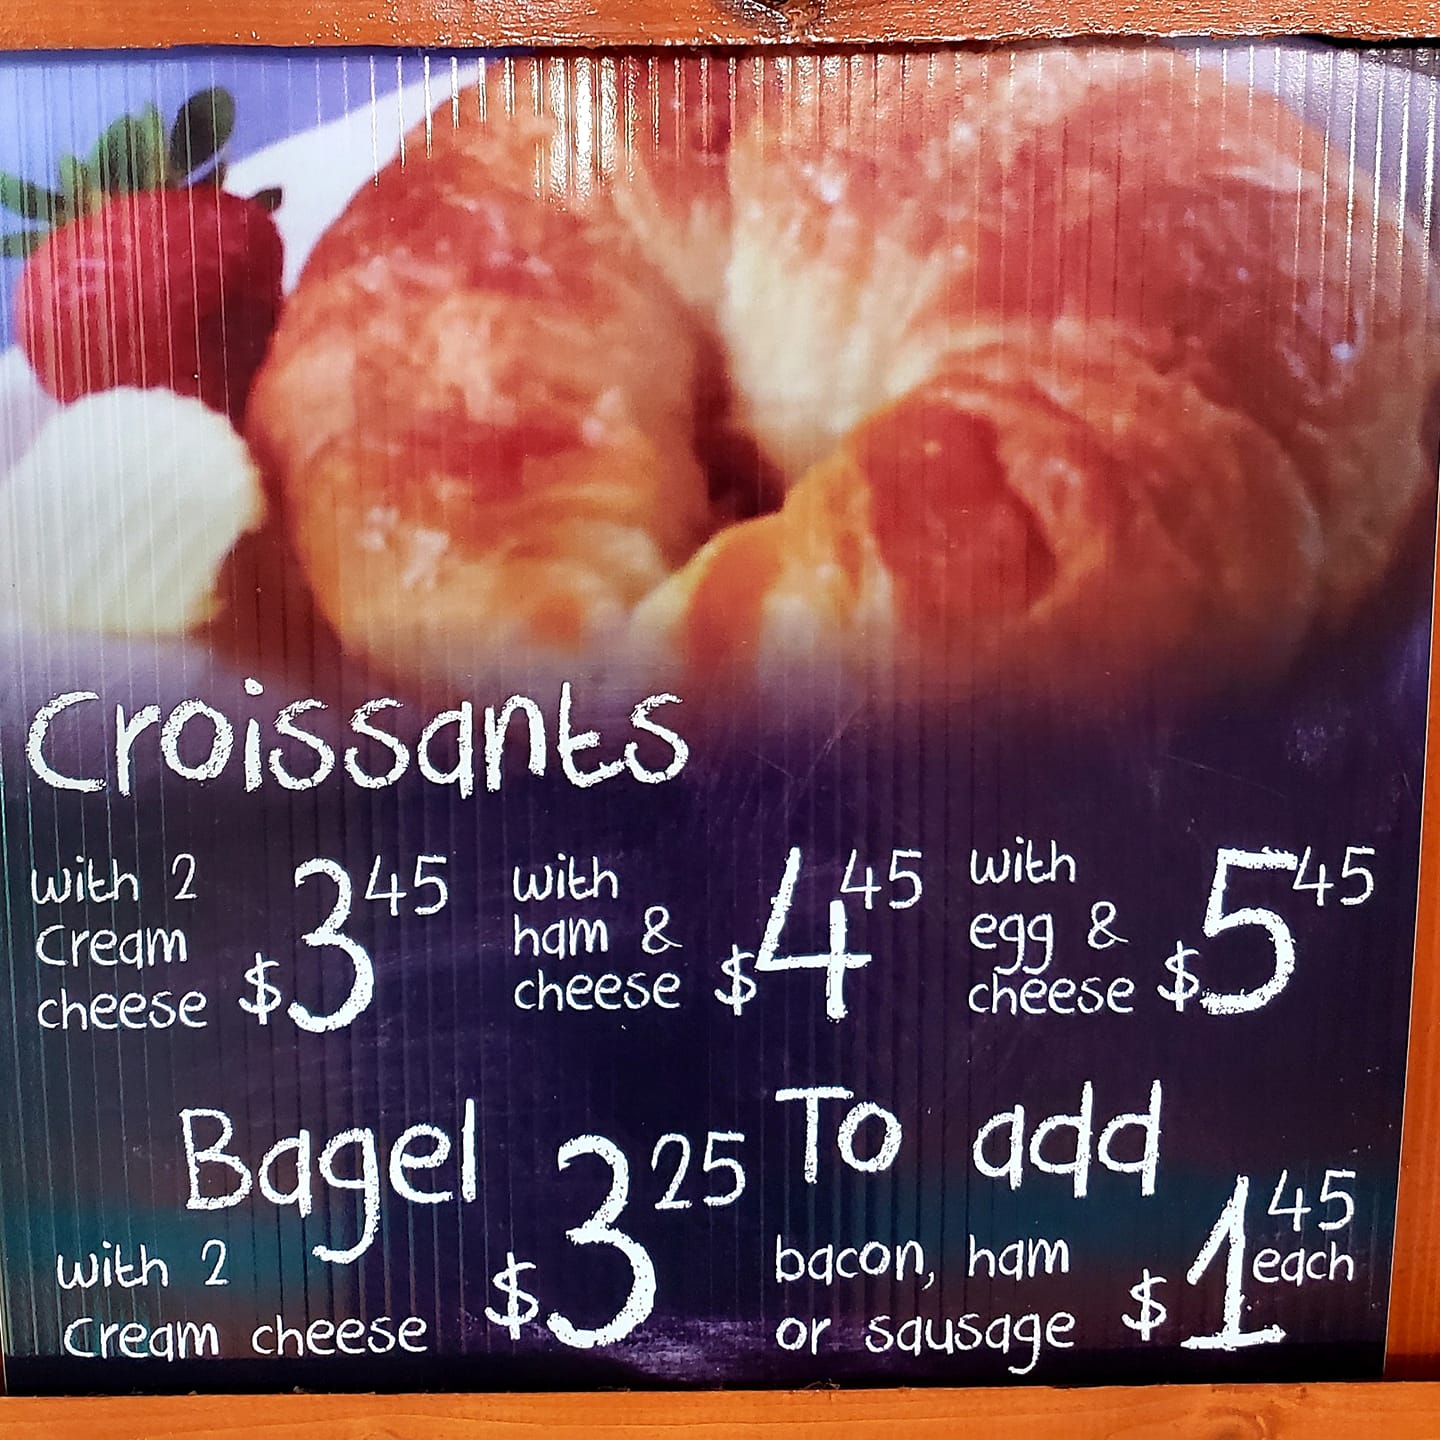 Croissants
with 2
cream
cheese $3 45
with
ham &
cheese $4 45
with
egg &
cheese $5 45
Bagel
with 2
cream cheese $3 25
To add
bacon, ham
or sausage $1 45
each